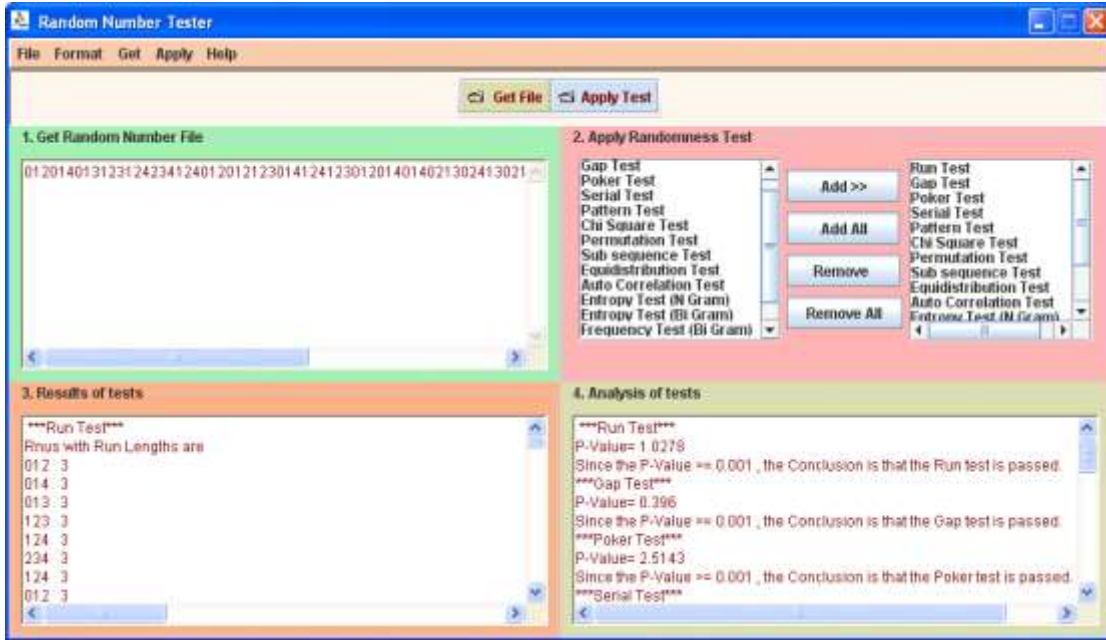 Random Number Tester
File Format Get Apply Help
Get File Apply Test
1. Get Random Number File
012014013123124234124012012123014124123012014014021302413021
2. Apply Randomness Test
Gap Test
Poker Test
Serial Test
Pattern Test
Chi Square Test
Permutation Test
Sub sequence Test
Equidistribution Test
Auto Correlation Test
Entropy Test (N Gram)
Entropy Test (Bi Gram)
Frequency Test (Bi Gram)
Add >>
Add All
Remove
Remove All
Run Test
Gap Test
Poker Test
Serial Test
Pattern Test
Chi Square Test
Permutation Test
Sub sequence Test
Equidistribution Test
Auto Correlation Test
Entropy Test (N Gram)
3. Results of tests
***Run Test***
Rnus with Run Lengths are
012 3
014 3
013 3
123 3
124 3
234 3
124 3
012 3
4. Analysis of tests
***Run Test***
P-Value= 1.0278
Since the P-Value >= 0.001 , the Conclusion is that the Run test is passed.
***Gap Test***
P-Value= 0.396
Since the P-Value >= 0.001 , the Conclusion is that the Gap test is passed.
***Poker Test***
P-Value= 2.5143
Since the P-Value >= 0.001 , the Conclusion is that the Poker test is passed.
***Serial Test***